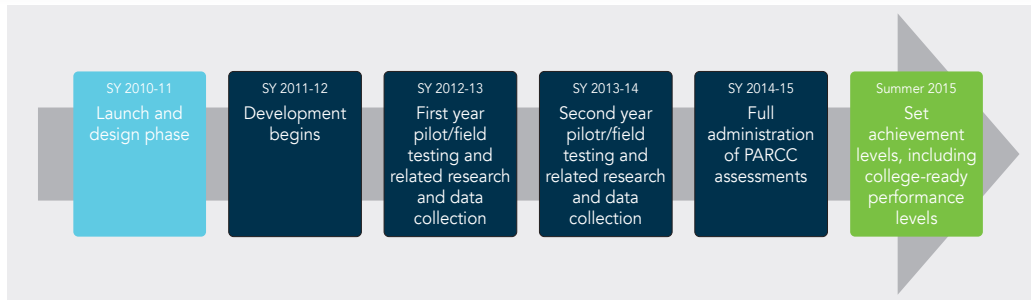 SY 2010-11
Launch and
design phase
SY 2011-12
Development
begins
SY 2012-13
First year
pilot/field
testing and
related research
and data
collection
SY 2013-14
Second year
pilotr/field
testing and
related research
and data
collection
SY 2014-15
Full
administration
of PARCC
assessments
Summer 2015
Set
achievement
levels, including
college-ready
performance
levels